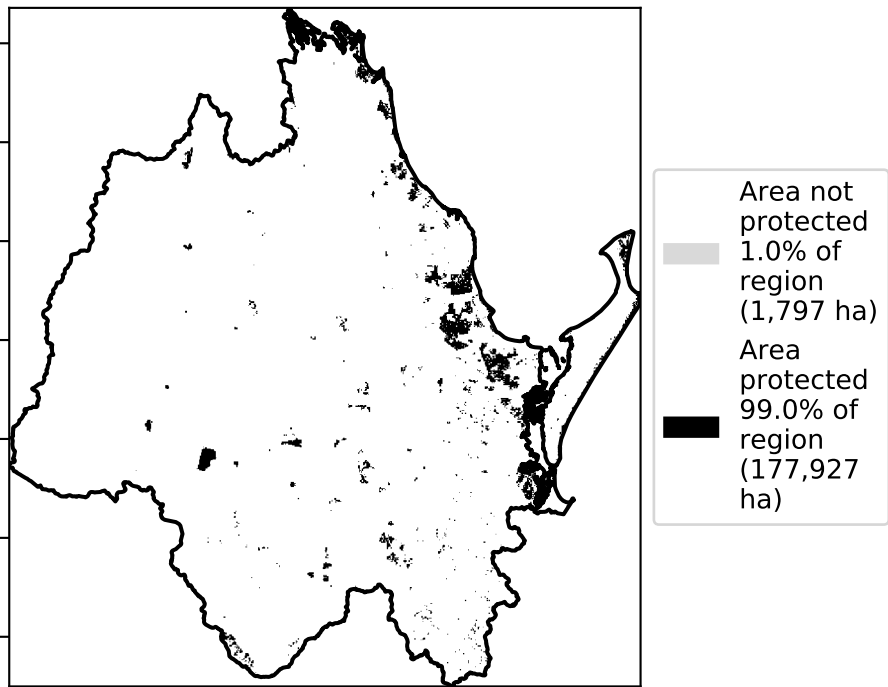 Area not
protected
1.0% of
region
(1,797 ha)
Area
protected
99.0% of
region
(177,927
ha)